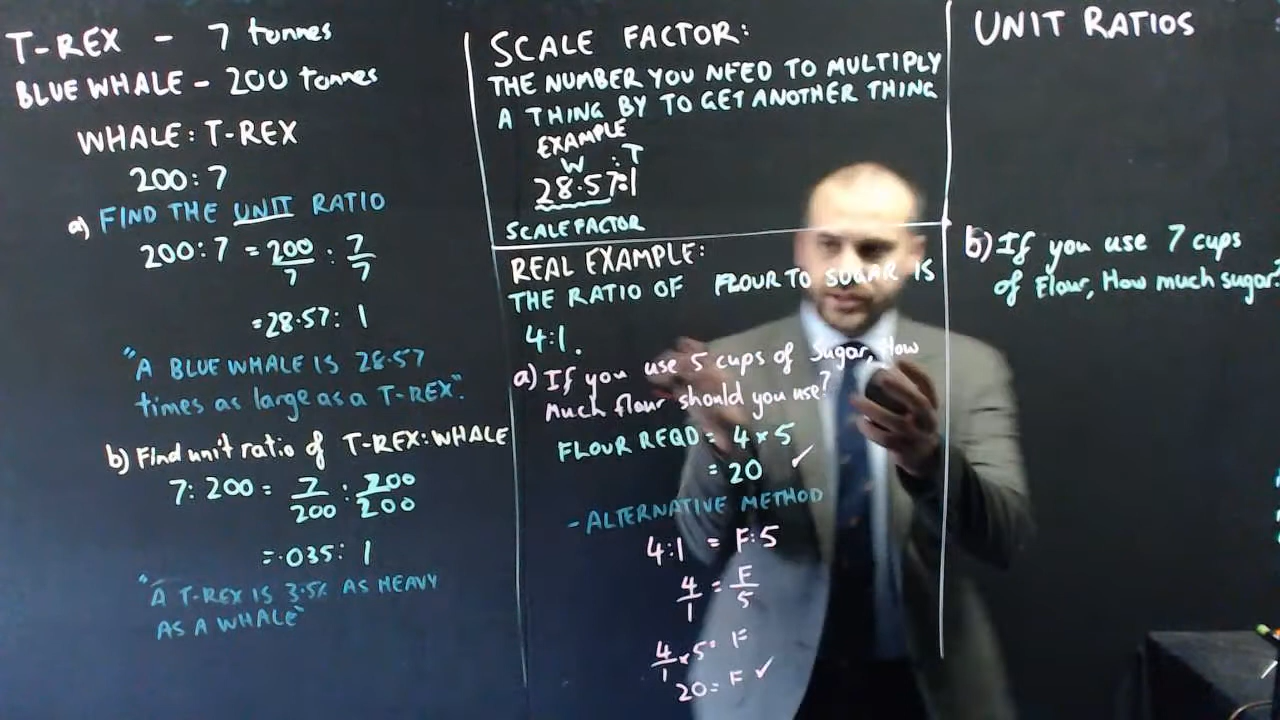 T-REX - 7 tonnes
BLUE WHALE - 200 tonnes
WHALE: T-REX
200:7
a) FIND THE UNIT RATIO
200:7 = 200/7 : 7/7
=28.57: 1
"A BLUE WHALE IS 28.57
times as large as a T-REX".
b) Find unit ratio of T-REX:WHALE
7:200 = 7/200 : 200/200
=.035: 1
"A T-REX IS 3.5% AS HEAVY
AS A WHALE"
SCALE FACTOR:
THE NUMBER YOU NEED TO MULTIPLY
A THING BY TO GET ANOTHER THING
EXAMPLE
W :T
28.57:1
SCALE FACTOR
REAL EXAMPLE:
THE RATIO OF FLOUR TO SUGAR IS
4:1.
a) If you use 5 cups of Sugar, How
much flour should you use?
FLOUR REQD = 4 x 5
= 20 ✓
- ALTERNATIVE METHOD
4:1 = F:5
4/1 = F/5
4/1 x 5 = F
20 = F ✓
UNIT RATIOS
b) If you use 7 cups
of Flour, How much sugar?